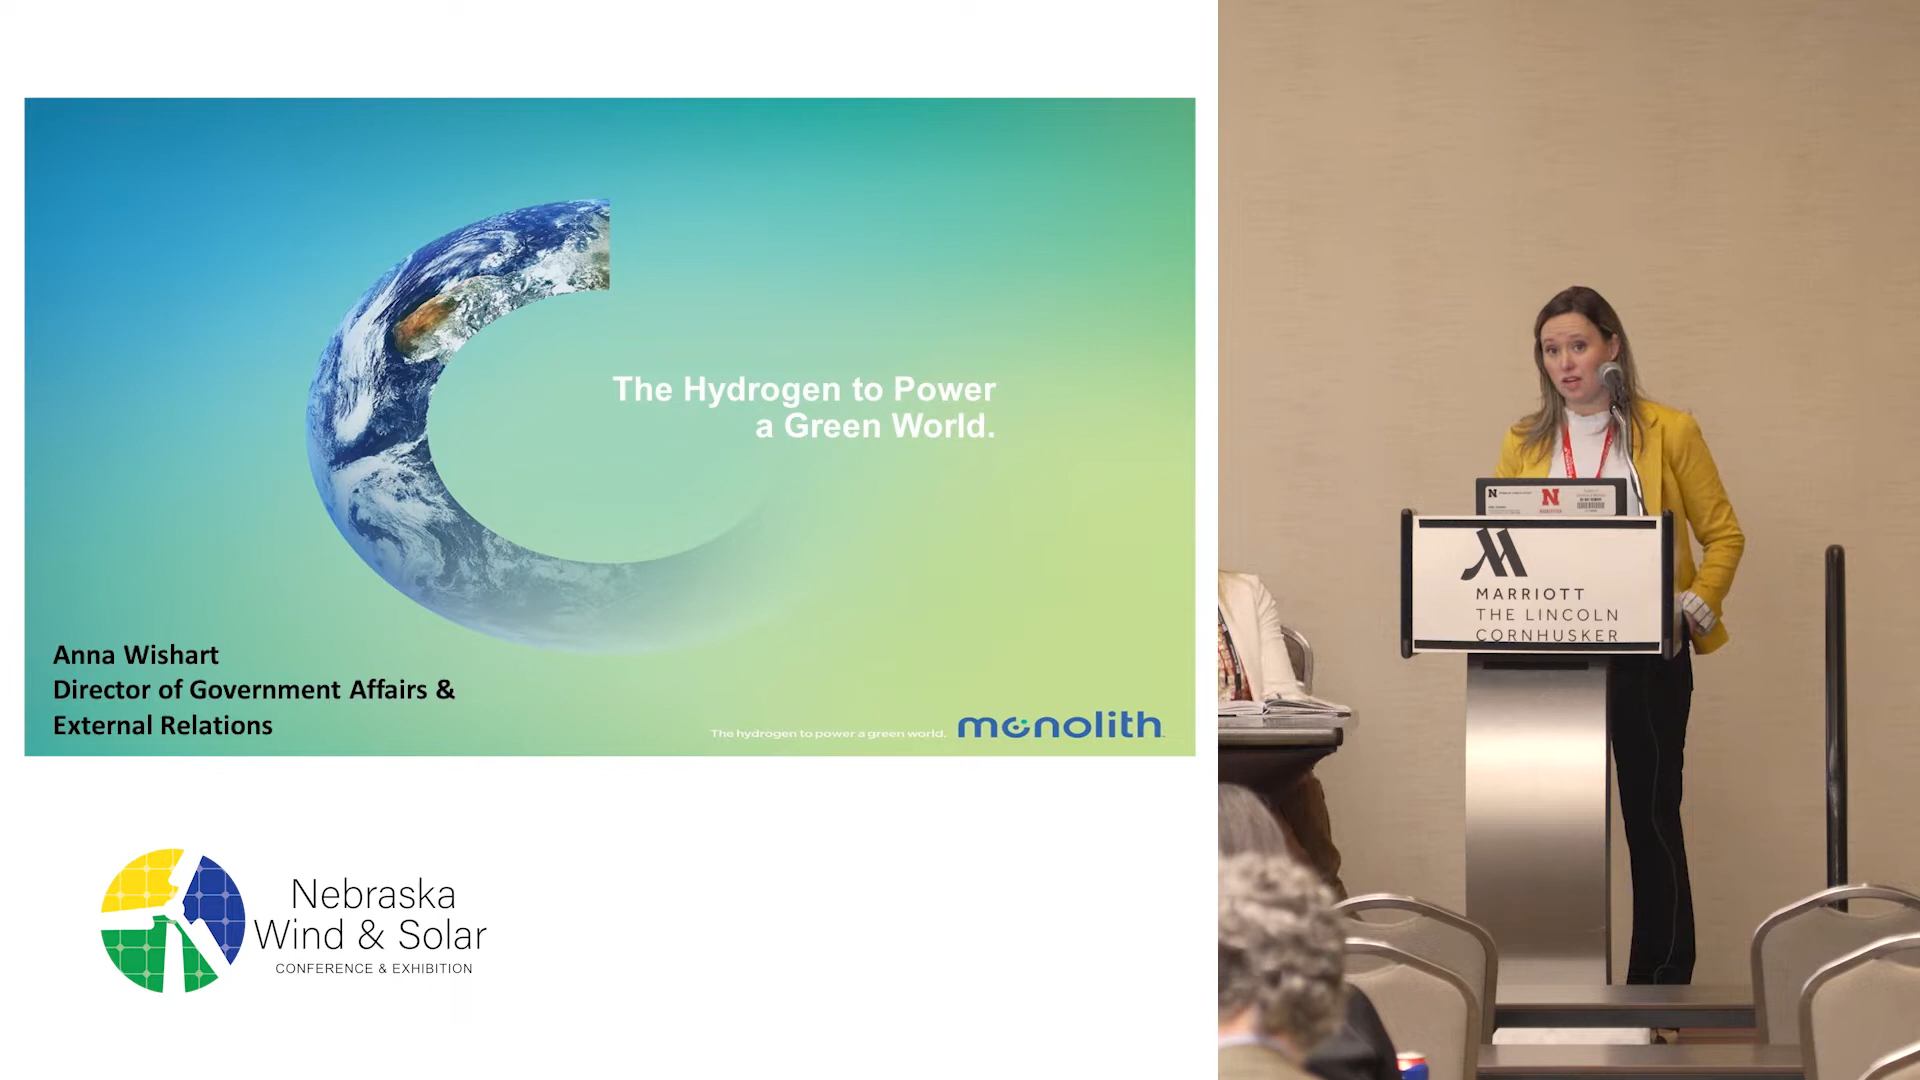 The Hydrogen to Power
a Green World.
Anna Wishart
Director of Government Affairs &
External Relations
The hydrogen to power a green world.
monolith
Nebraska
Wind & Solar
CONFERENCE & EXHIBITION
N
N
MARRIOTT
THE LINCOLN
CORNHUSKER